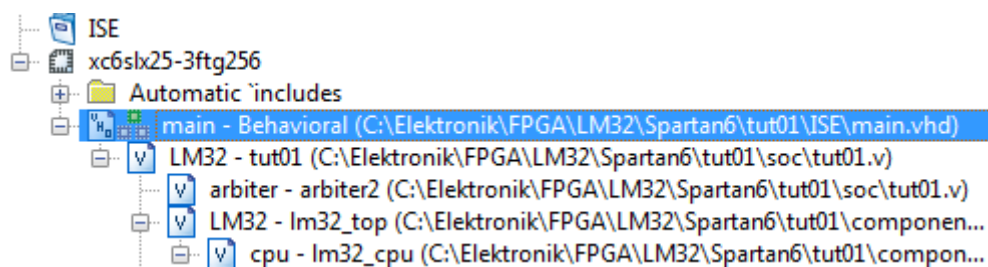 ISE
xc6slx25-3ftg256
Automatic `includes
main - Behavioral (C:\Elektronik\FPGA\LM32\Spartan6\tut01\ISE\main.vhd)
LM32 - tut01 (C:\Elektronik\FPGA\LM32\Spartan6\tut01\soc\tut01.v)
arbiter - arbiter2 (C:\Elektronik\FPGA\LM32\Spartan6\tut01\soc\tut01.v)
LM32 - lm32_top (C:\Elektronik\FPGA\LM32\Spartan6\tut01\componen...
cpu - lm32_cpu (C:\Elektronik\FPGA\LM32\Spartan6\tut01\compon...